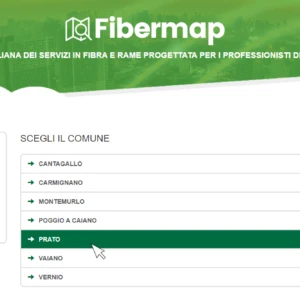 Fibermap
LIANA DEI SERVIZI IN FIBRA E RAME PROGETTATA PER I PROFESSIONISTI D
SCEGLI IL COMUNE
CANTAGALLO
CARMIGNANO
MONTEMURLO
POGGIO A CAIANO
PRATO
VAIANO
VERNIO